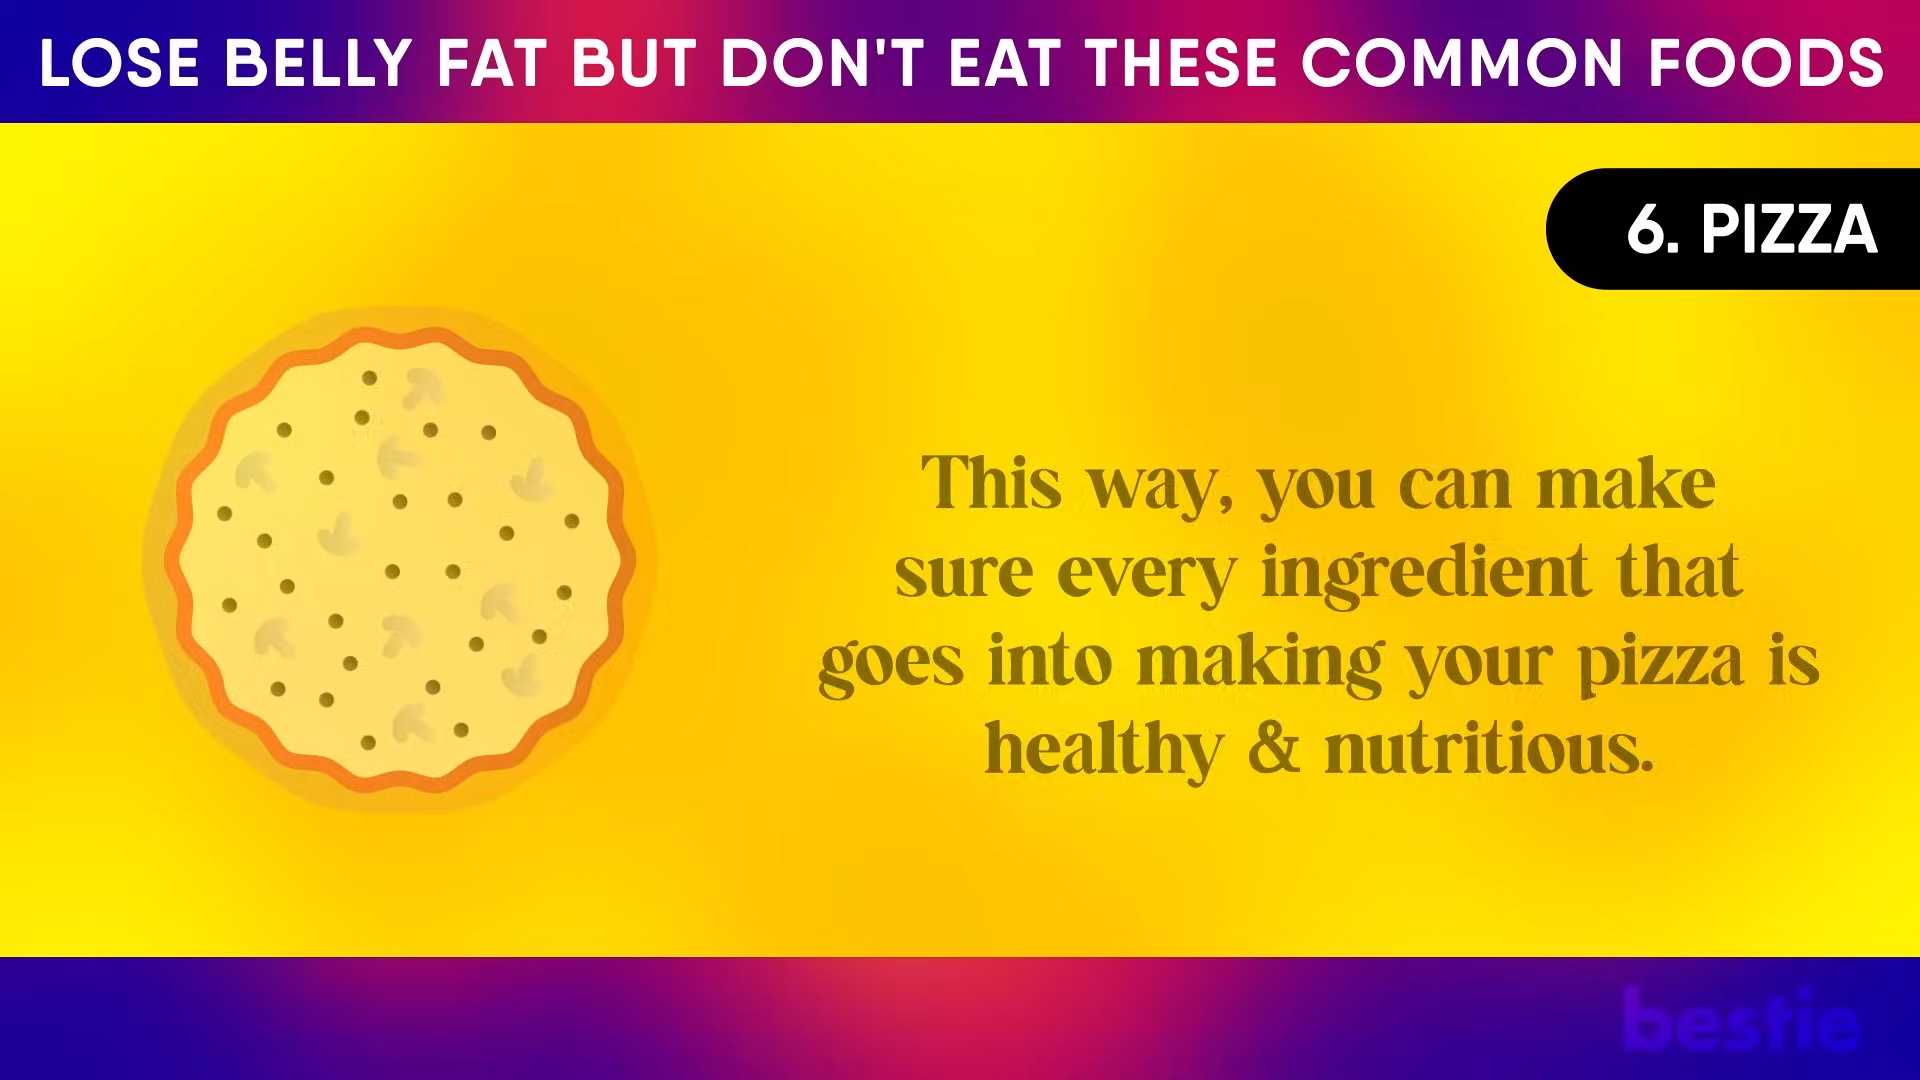 LOSE BELLY FAT BUT DON'T EAT THESE COMMON FOODS
6. PIZZA
This way, you can make
sure every ingredient that
goes into making your pizza is
healthy & nutritious.
bestie